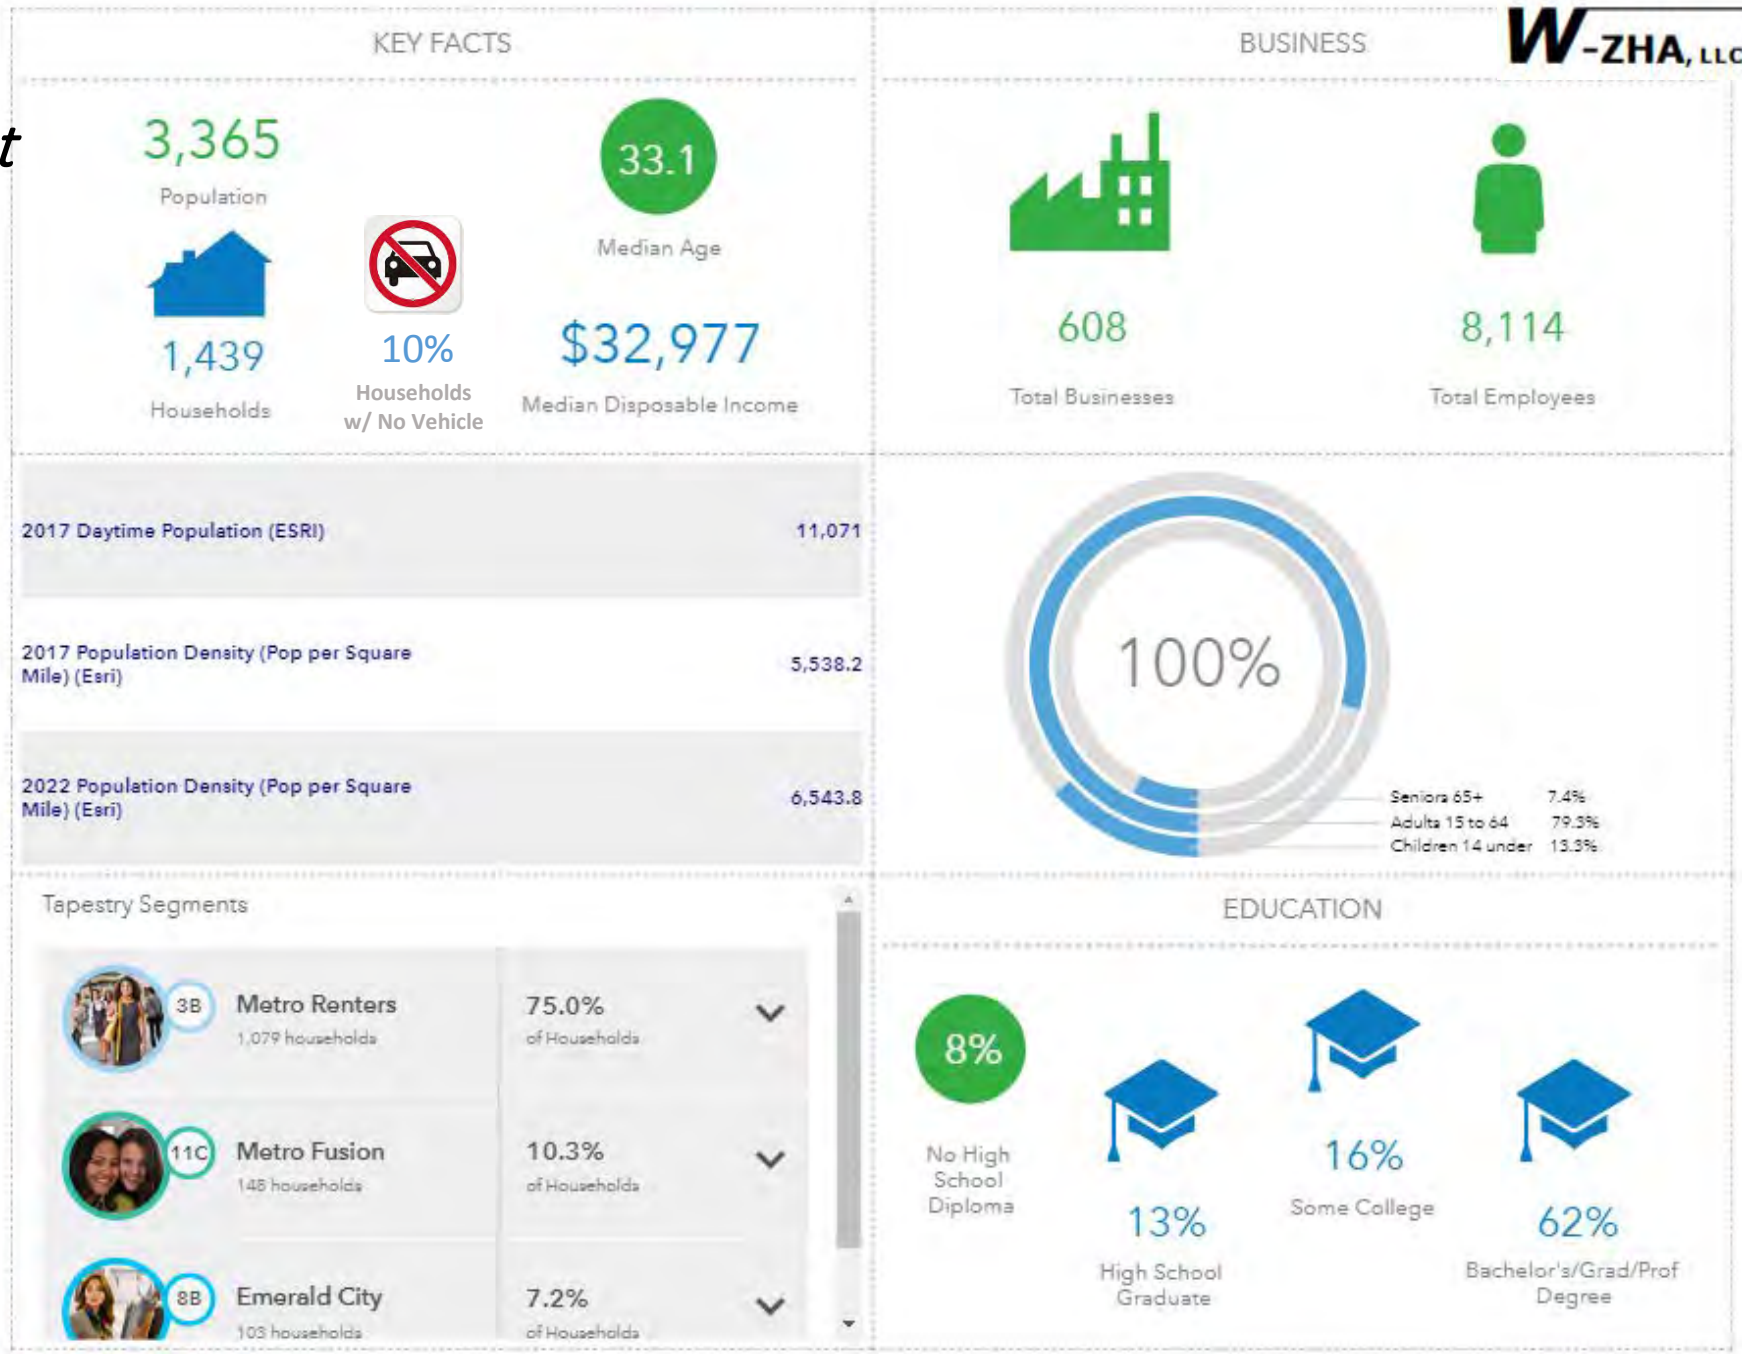 KEY FACTS
BUSINESS
W-ZHA, LLC
t
3,365
Population
33.1
Median Age
1,439
Households
10%
Households
w/ No Vehicle
$32,977
Median Disposable Income
608
Total Businesses
8,114
Total Employees
2017 Daytime Population (ESRI) 11,071
2017 Population Density (Pop per Square
Mile) (Esri) 5,538.2
2022 Population Density (Pop per Square
Mile) (Esri) 6,543.8
100%
Seniors 65+ 7.4%
Adults 15 to 64 79.3%
Children 14 under 13.3%
Tapestry Segments
3B Metro Renters 75.0%
1,079 households of Households
11C Metro Fusion 10.3%
148 households of Households
8B Emerald City 7.2%
103 households of Households
EDUCATION
8%
No High
School
Diploma
13%
High School
Graduate
16%
Some College
62%
Bachelor's/Grad/Prof
Degree